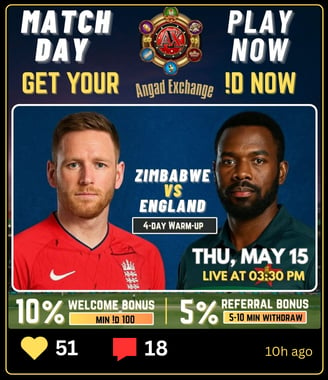 MATCH DAY
PLAY NOW
GET YOUR
Angad Exchange
!D NOW
ZIMBABWE
VS
ENGLAND
4-DAY WARM-UP
THU, MAY 15
LIVE AT 03:30 PM
10% WELCOME BONUS
MIN !D 100
5% REFERRAL BONUS
5-10 MIN WITHDRAW
51
18
10h ago